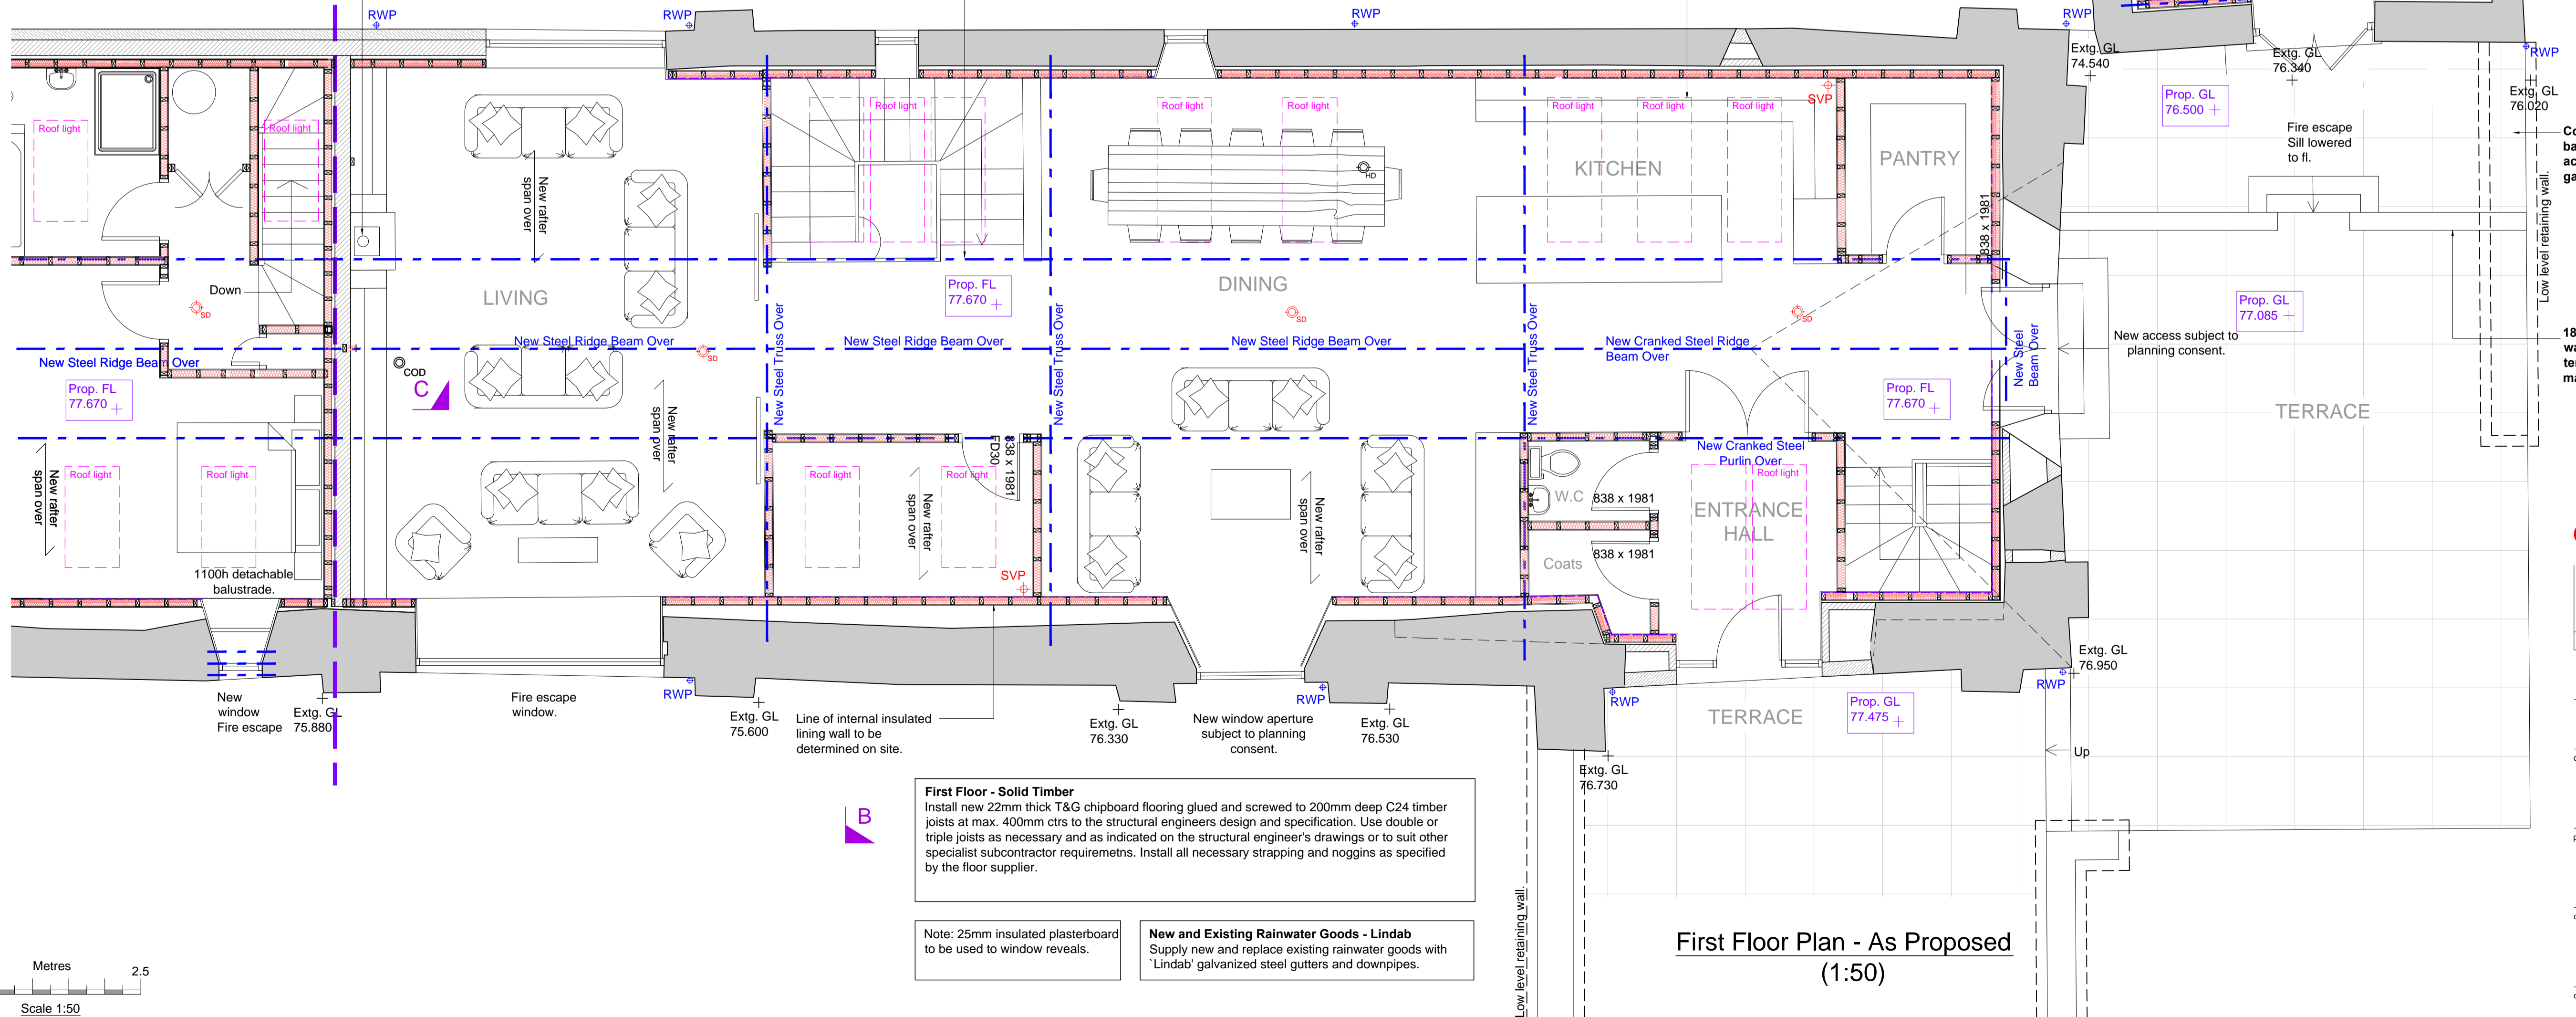 RWP
RWP
RWP
RWP
RWP
Extg. GL
74.540
Extg. GL
76.340
Extg. GL
76.020
Prop. GL
76.500
Fire escape
Sill lowered
to fl.
Low level retaining wall.
Roof light
Roof light
Roof light
Roof light
Roof light
Roof light
Roof light
Roof light
SVP
HD
KITCHEN
PANTRY
838 x 1981
New rafter
span over
Down
SD
LIVING
Prop. FL
77.670
DINING
SD
SD
Prop. GL
77.085
New Steel Ridge Beam Over
New Steel Ridge Beam Over
New Steel Ridge Beam Over
New Steel Ridge Beam Over
New Cranked Steel Ridge
Beam Over
New Steel Truss Over
New Steel Truss Over
New Steel Truss Over
New Steel
Beam Over
New access subject to
planning consent.
SD
COD
C
Prop. FL
77.670
Prop. FL
77.670
TERRACE
New rafter
span over
New rafter
span over
Roof light
Roof light
Roof light
Roof light
New rafter
span over
FD30
838 x 1981
New rafter
span over
New Cranked Steel
Purlin Over
Roof light
W.C
838 x 1981
ENTRANCE
HALL
838 x 1981
Coats
1100h detachable
balustrade.
SVP
New
window
Fire escape
Extg. GL
75.880
Fire escape
window.
RWP
Extg. GL
75.600
Line of internal insulated
lining wall to be
determined on site.
Extg. GL
76.330
New window aperture
subject to planning
consent.
RWP
Extg. GL
76.530
RWP
TERRACE
Prop. GL
77.475
RWP
Extg. GL
76.950
Up
Extg. GL
76.730
B
First Floor - Solid Timber
Install new 22mm thick T&G chipboard flooring glued and screwed to 200mm deep C24 timber
joists at max. 400mm ctrs to the structural engineers design and specification. Use double or
triple joists as necessary and as indicated on the structural engineer's drawings or to suit other
specialist subcontractor requiremetns. Install all necessary strapping and noggins as specified
by the floor supplier.
Note: 25mm insulated plasterboard
to be used to window reveals.
New and Existing Rainwater Goods - Lindab
Supply new and replace existing rainwater goods with
`Lindab' galvanized steel gutters and downpipes.
Low level retaining wall.
First Floor Plan - As Proposed
(1:50)
Metres
2.5
Scale 1:50